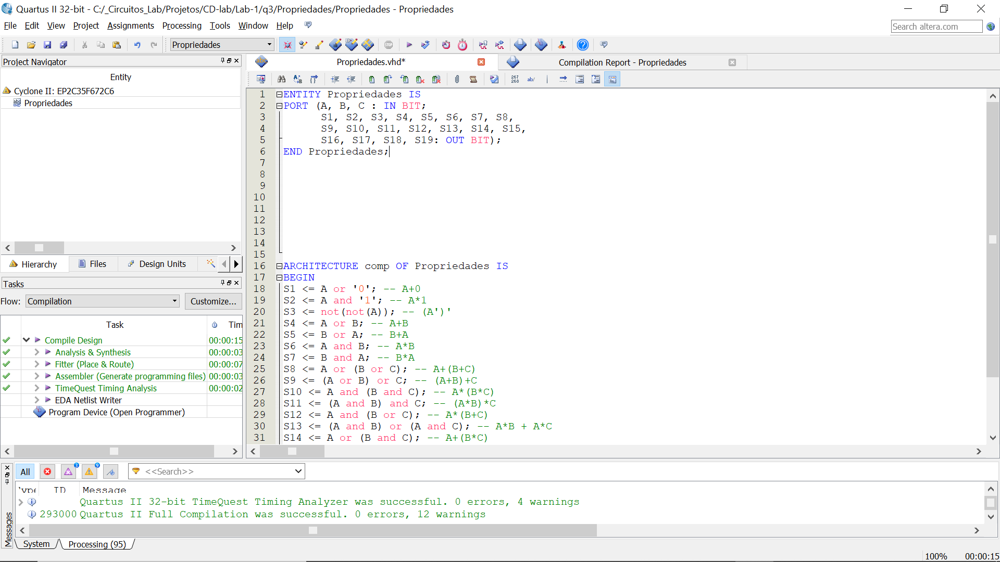 Quartus II 32-bit - C:/_Circuitos_Lab/Projetos/CD-lab/Lab-1/q3/Propriedades/Propriedades - Propriedades
File Edit View Project Assignments Processing Tools Window Help
Search altera.com
Propriedades
STOP
Project Navigator
Entity
Cyclone II: EP2C35F672C6
Propriedades
Hierarchy Files Design Units
Tasks
Flow: Compilation Customize...
Task Tim
Compile Design 00:00:15
Analysis & Synthesis 00:00:03
Fitter (Place & Route) 00:00:07
Assembler (Generate programming files) 00:00:03
TimeQuest Timing Analysis 00:00:02
EDA Netlist Writer
Program Device (Open Programmer)
Propriedades.vhd*
Compilation Report - Propriedades
267
268
ab/
1 ENTITY Propriedades IS
2 PORT (A, B, C : IN BIT;
3 S1, S2, S3, S4, S5, S6, S7, S8,
4 S9, S10, S11, S12, S13, S14, S15,
5 S16, S17, S18, S19: OUT BIT);
6 END Propriedades;
7
8
9
10
11
12
13
14
15
16 ARCHITECTURE comp OF Propriedades IS
17 BEGIN
18 S1 <= A or '0'; -- A+0
19 S2 <= A and '1'; -- A*1
20 S3 <= not(not(A)); -- (A')'
21 S4 <= A or B; -- A+B
22 S5 <= B or A; -- B+A
23 S6 <= A and B; -- A*B
24 S7 <= B and A; -- B*A
25 S8 <= A or (B or C); -- A+(B+C)
26 S9 <= (A or B) or C; -- (A+B)+C
27 S10 <= A and (B and C); -- A*(B*C)
28 S11 <= (A and B) and C; -- (A*B)*C
29 S12 <= A and (B or C); -- A*(B+C)
30 S13 <= (A and B) or (A and C); -- A*B + A*C
31 S14 <= A or (B and C); -- A+(B*C)
All 3 9 <<Search>>
Type ID Message
Quartus II 32-bit TimeQuest Timing Analyzer was successful. 0 errors, 4 warnings
293000 Quartus II Full Compilation was successful. 0 errors, 12 warnings
Messages
System Processing (95)
100% 00:00:15